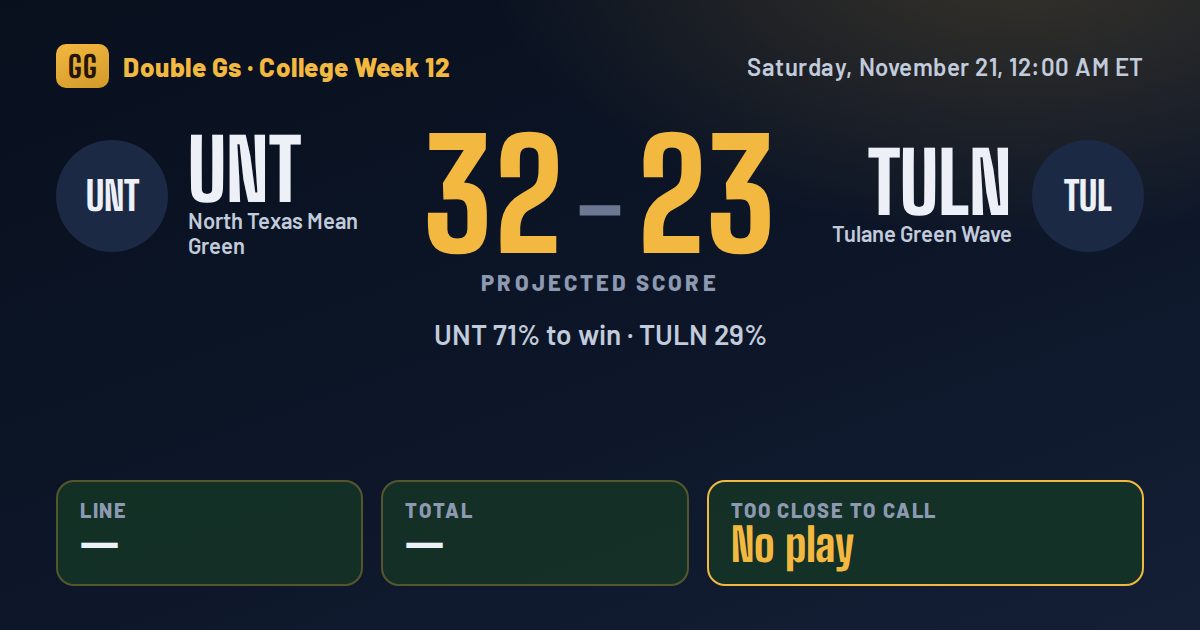 GG
Double Gs · College Week 12
Saturday, November 21, 12:00 AM ET
UNT
UNT
North Texas Mean
Green
32 – 23
PROJECTED SCORE
UNT 71% to win · TULN 29%
TULN
Tulane Green Wave
TUL
LINE
—
TOTAL
—
TOO CLOSE TO CALL
No play